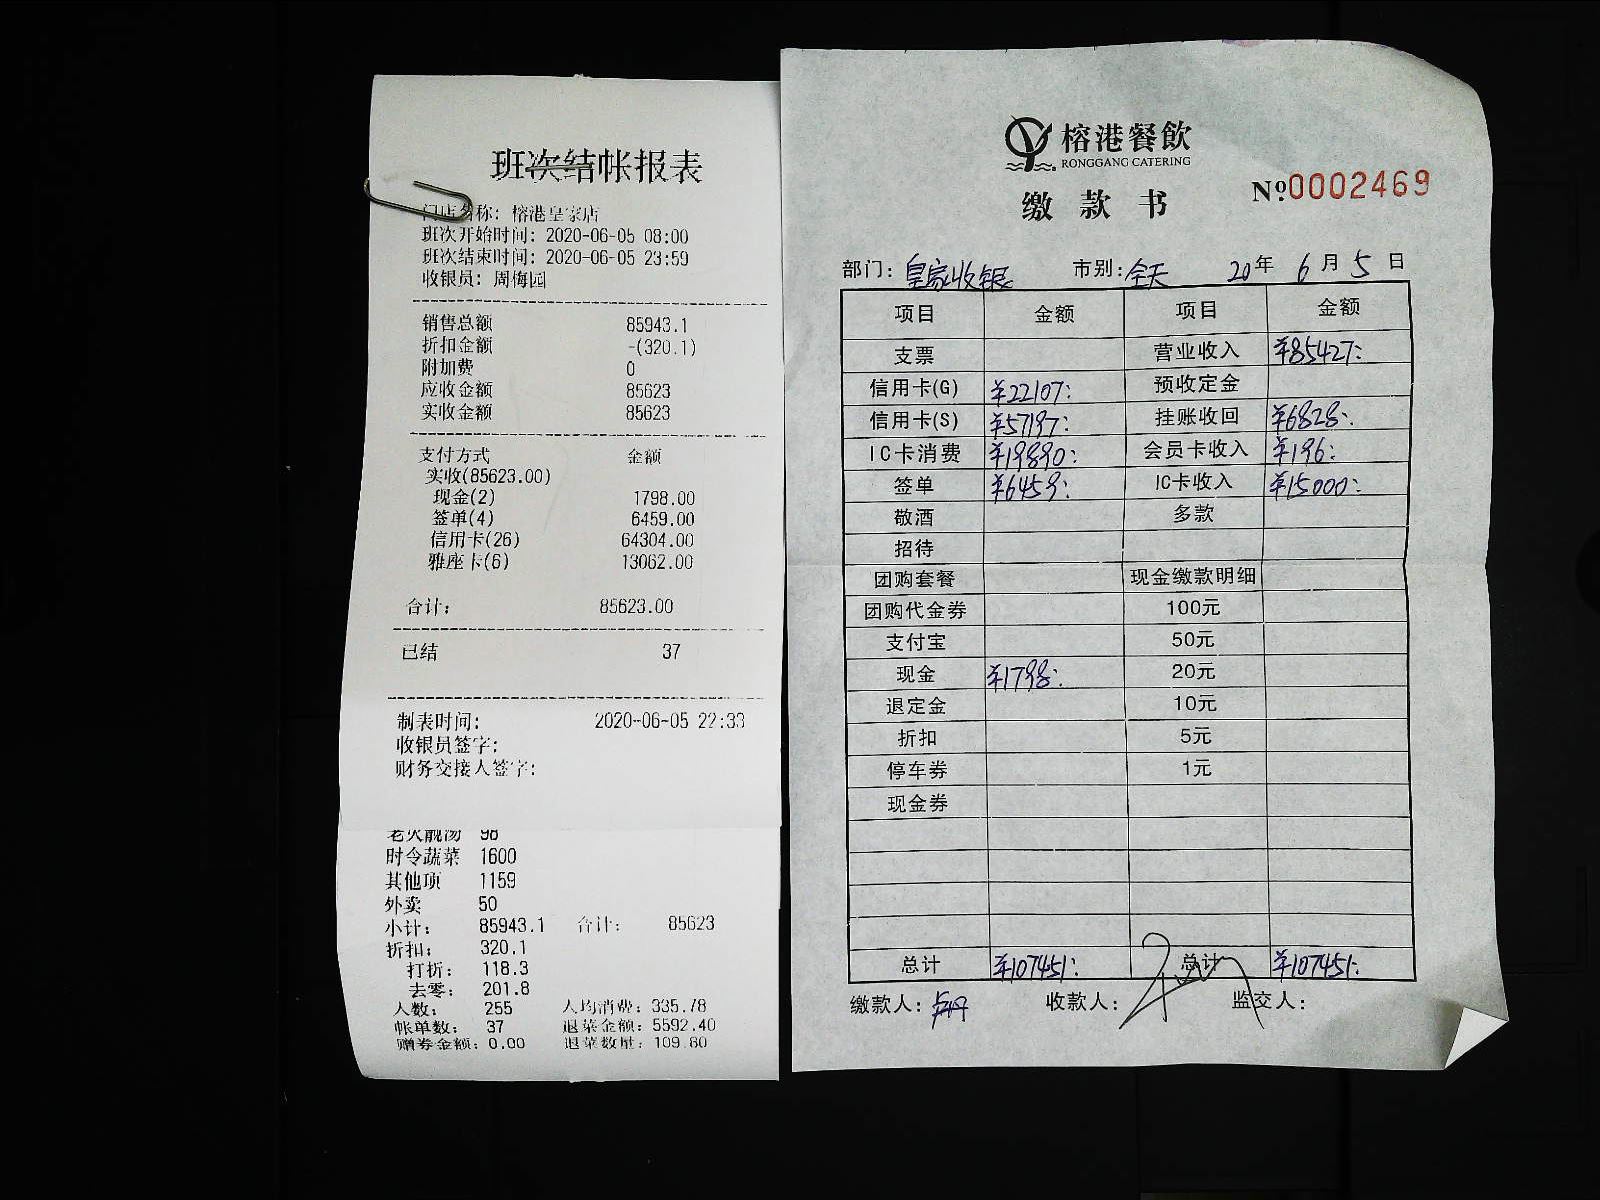 班次结帐报表
门店名称: 榕港皇家店
班次开始时间: 2020-06-05 08:00
班次结束时间: 2020-06-05 23:59
收银员: 周梅园
销售总额 85943.1
折扣金额 -(320.1)
附加费 0
应收金额 85623
实收金额 85623
支付方式 金额
实收(85623.00)
现金(2) 1798.00
签单(4) 6459.00
信用卡(26) 64304.00
雅座卡(6) 13062.00
合计: 85623.00
已结 37
制表时间: 2020-06-05 22:33
收银员签字:
财务交接人签字:
老火靓汤 98
时令蔬菜 1600
其他项 1159
外卖 50
小计: 85943.1 合计: 85623
折扣: 320.1
打折: 118.3
去零: 201.8
人数: 255 人均消费: 335.78
帐单数: 37 退菜金额: 5592.40
赠券金额: 0.00 退菜数量: 109.80
榕港餐飲
RONGGANG CATERING
缴款书 №0002469
部门: 皇家收银 市别: 全天 20年 6月 5日
项目 金额 项目 金额
支票 营业收入 ¥85427:
信用卡(G) ¥22107: 预收定金
信用卡(S) ¥57197: 挂账收回 ¥6828:
IC卡消费 ¥19890: 会员卡收入 ¥196:
签单 ¥6459: IC卡收入 ¥15000:
敬酒 多款
招待
团购套餐 现金缴款明细
团购代金券 100元
支付宝 50元
现金 ¥1798: 20元
退定金 10元
折扣 5元
停车券 1元
现金券
总计 ¥107451: 总计 ¥107451:
缴款人: 收款人: 监交人: